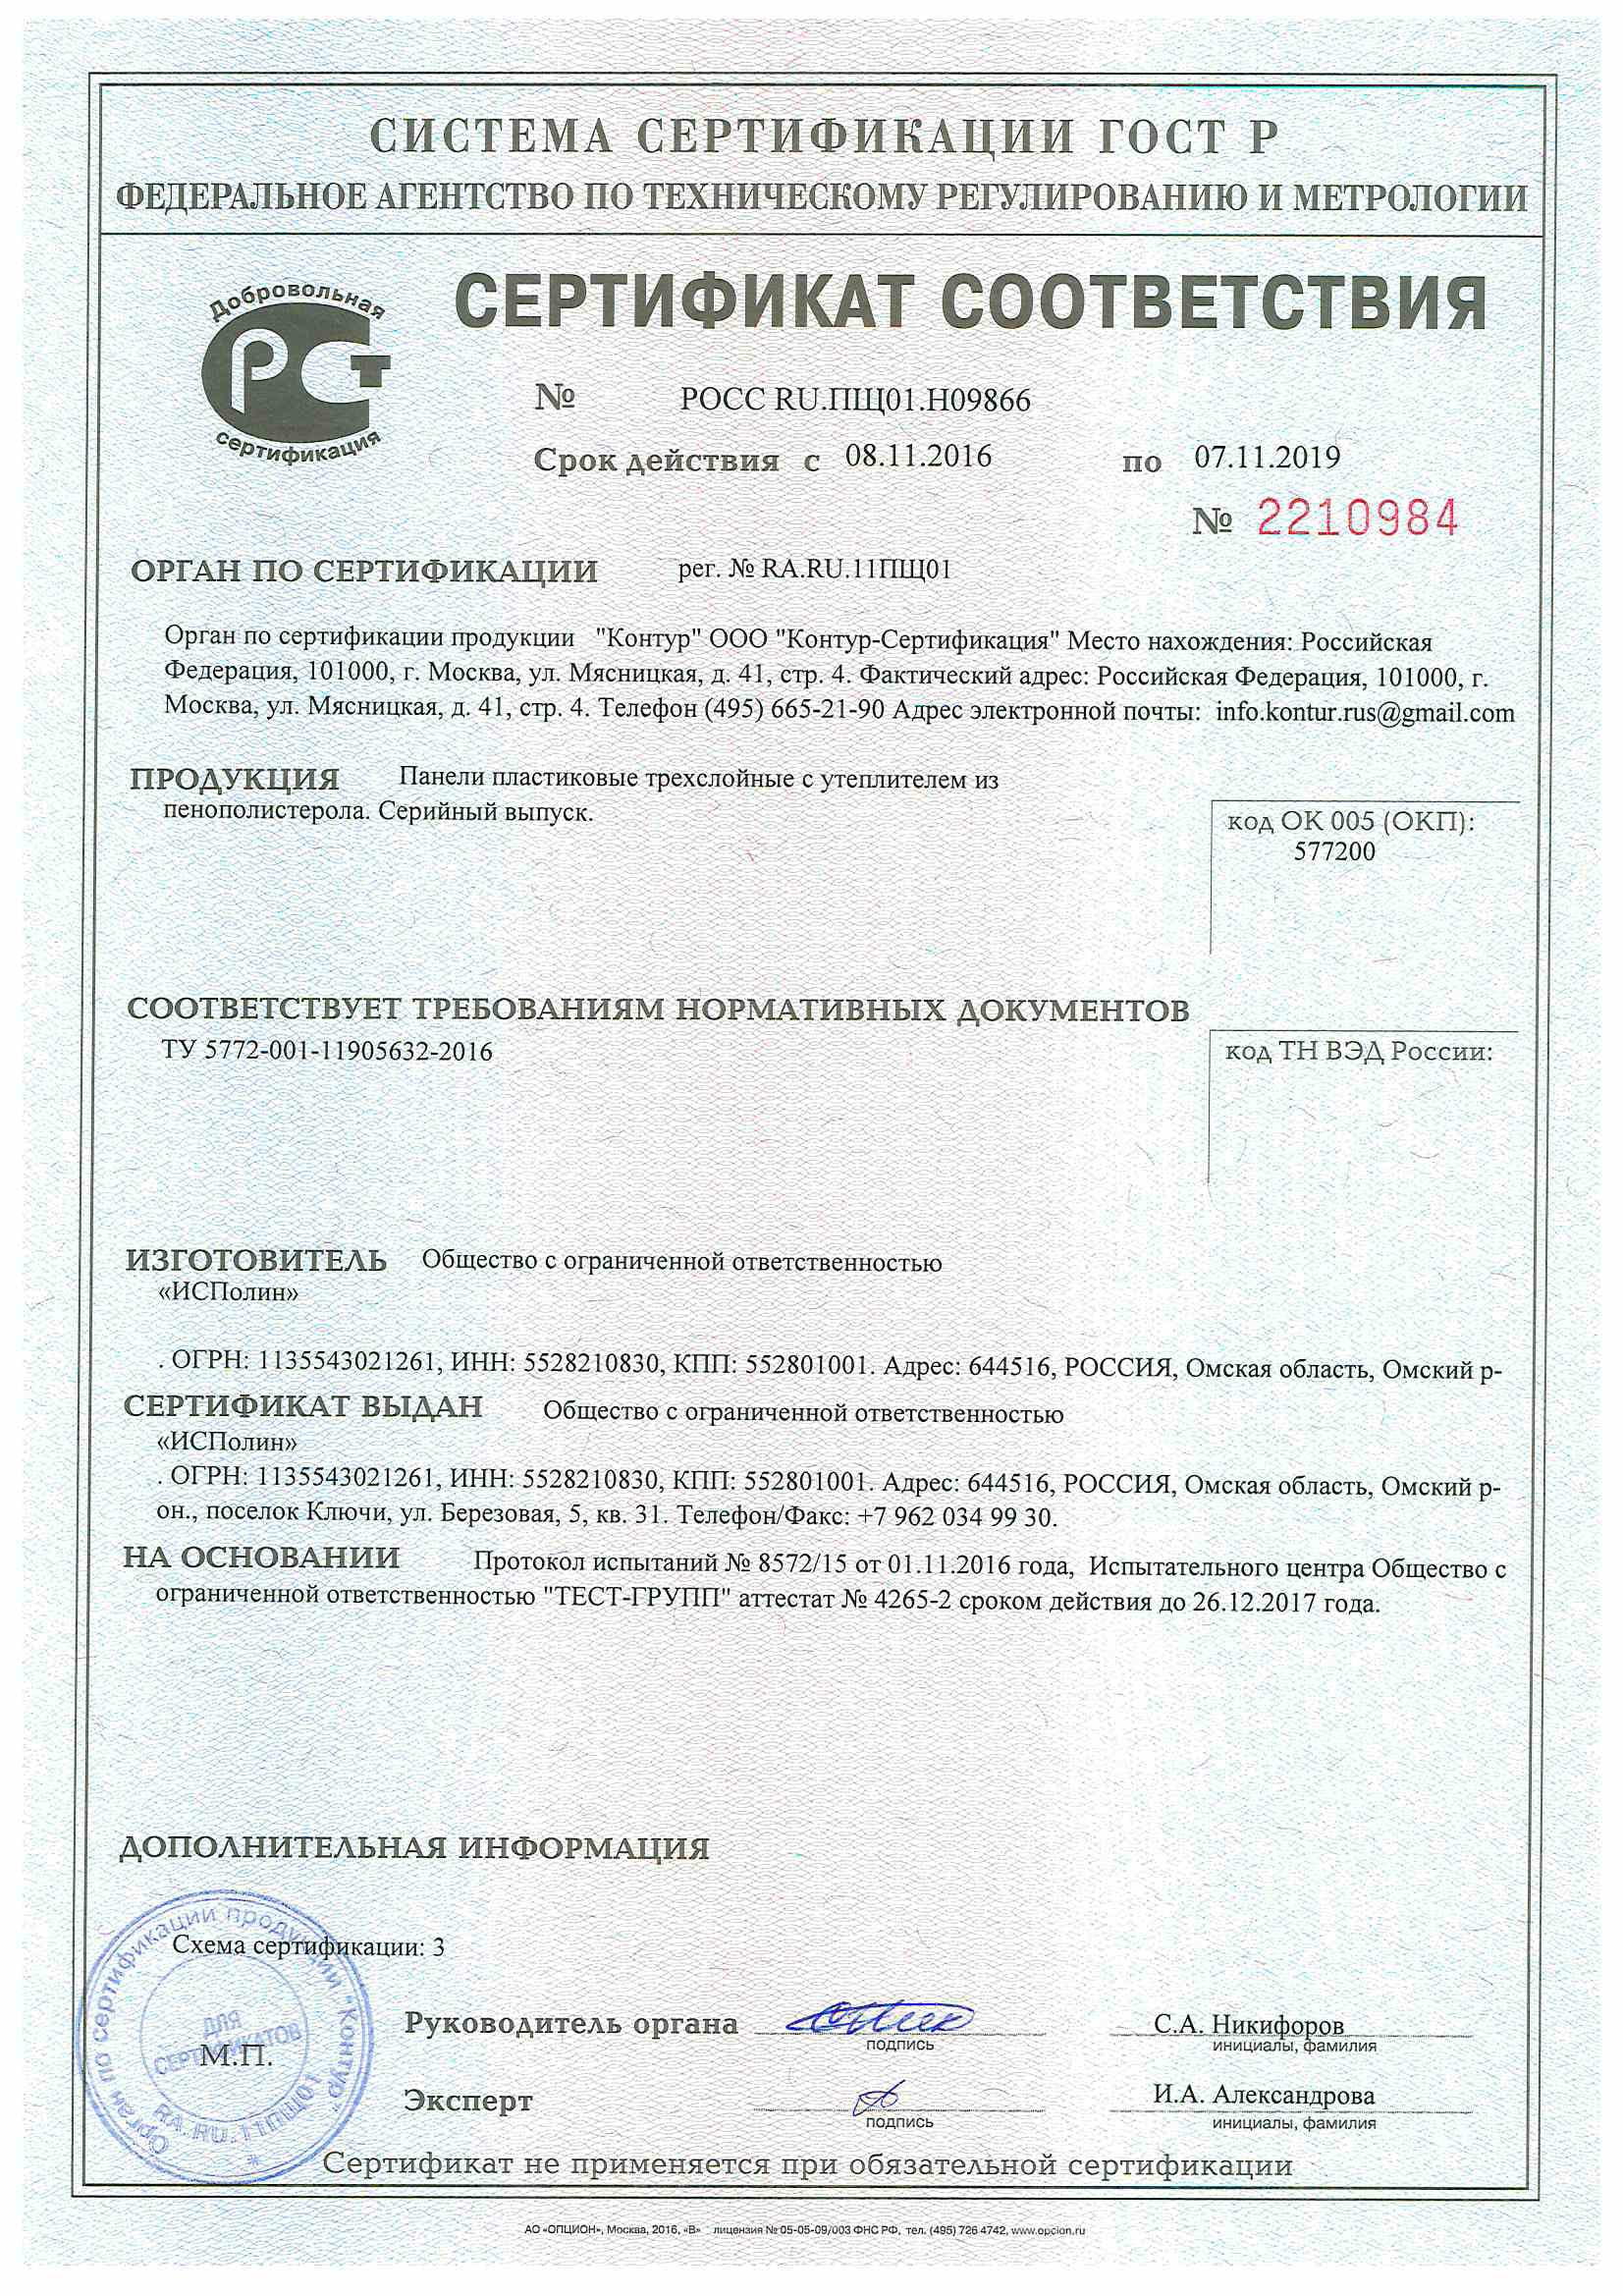 СИСТЕМА СЕРТИФИКАЦИИ ГОСТ Р
ФЕДЕРАЛЬНОЕ АГЕНТСТВО ПО ТЕХНИЧЕСКОМУ РЕГУЛИРОВАНИЮ И МЕТРОЛОГИИ
Добровольная
РСТ
сертификация
СЕРТИФИКАТ СООТВЕТСТВИЯ
№ РОСС RU.ПЩ01.Н09866
Срок действия с 08.11.2016 по 07.11.2019
№ 2210984
ОРГАН ПО СЕРТИФИКАЦИИ рег. № RA.RU.11ПЩ01
Орган по сертификации продукции "Контур" ООО "Контур-Сертификация" Место нахождения: Российская
Федерация, 101000, г. Москва, ул. Мясницкая, д. 41, стр. 4. Фактический адрес: Российская Федерация, 101000, г.
Москва, ул. Мясницкая, д. 41, стр. 4. Телефон (495) 665-21-90 Адрес электронной почты: info.kontur.rus@gmail.com
ПРОДУКЦИЯ Панели пластиковые трехслойные с утеплителем из
пенополистерола. Серийный выпуск.
код ОК 005 (ОКП):
577200
СООТВЕТСТВУЕТ ТРЕБОВАНИЯМ НОРМАТИВНЫХ ДОКУМЕНТОВ
ТУ 5772-001-11905632-2016
код ТН ВЭД России:
ИЗГОТОВИТЕЛЬ Общество с ограниченной ответственностью
«ИСПолин»
. ОГРН: 1135543021261, ИНН: 5528210830, КПП: 552801001. Адрес: 644516, РОССИЯ, Омская область, Омский р-
СЕРТИФИКАТ ВЫДАН Общество с ограниченной ответственностью
«ИСПолин»
. ОГРН: 1135543021261, ИНН: 5528210830, КПП: 552801001. Адрес: 644516, РОССИЯ, Омская область, Омский р-
он., поселок Ключи, ул. Березовая, 5, кв. 31. Телефон/Факс: +7 962 034 99 30.
НА ОСНОВАНИИ Протокол испытаний № 8572/15 от 01.11.2016 года, Испытательного центра Общество с
ограниченной ответственностью "ТЕСТ-ГРУПП" аттестат № 4265-2 сроком действия до 26.12.2017 года.
ДОПОЛНИТЕЛЬНАЯ ИНФОРМАЦИЯ
Схема сертификации: 3
Орган по сертификации продукции "Контур"
ДЛЯ
СЕРТИФИКАТОВ
RA.RU.11ПЩ01
М.П.
Руководитель органа
подпись
С.А. Никифоров
инициалы, фамилия
Эксперт
подпись
И.А. Александрова
инициалы, фамилия
Сертификат не применяется при обязательной сертификации
АО «ОПЦИОН», Москва, 2016, «В» лицензия № 05-05-09/003 ФНС РФ, тел. (495) 726 4742, www.opcion.ru